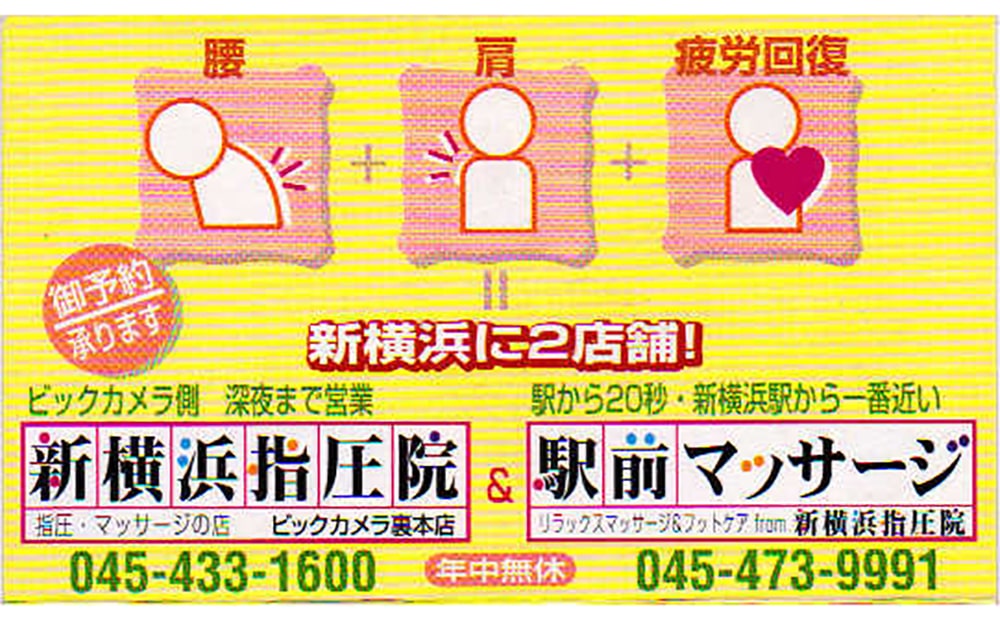 腰 肩 疲労回復
+ +
=
御予約
承ります
新横浜に2店舗!
ビックカメラ側 深夜まで営業
新横浜指圧院
指圧・マッサージの店 ビックカメラ裏本店
045-433-1600
&
年中無休
駅から20秒・新横浜駅から一番近い
駅前マッサージ
リラックスマッサージ&フットケア from 新横浜指圧院
045-473-9991